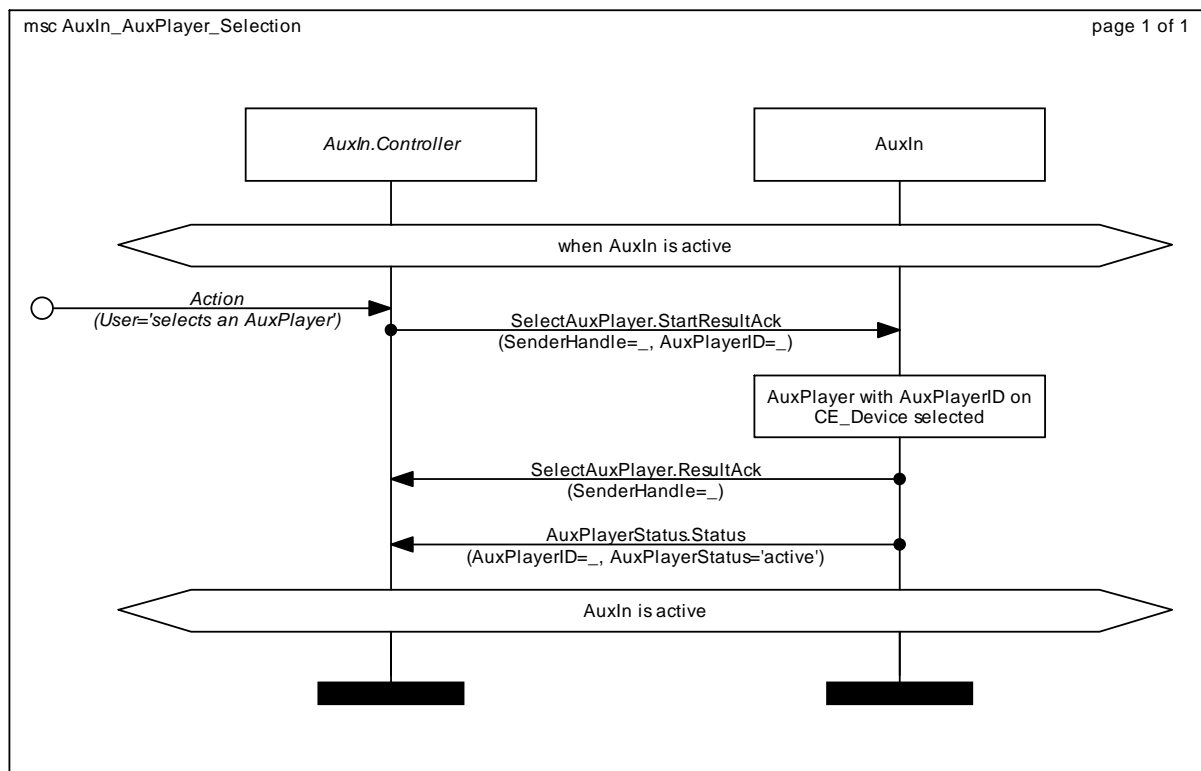 msc AuxIn_AuxPlayer_Selection
page 1 of 1
AuxIn.Controller
AuxIn
when AuxIn is active
Action
(User='selects an AuxPlayer')
SelectAuxPlayer.StartResultAck
(SenderHandle=_, AuxPlayerID=_)
AuxPlayer with AuxPlayerID on
CE_Device selected
SelectAuxPlayer.ResultAck
(SenderHandle=_)
AuxPlayerStatus.Status
(AuxPlayerID=_, AuxPlayerStatus='active')
AuxIn is active